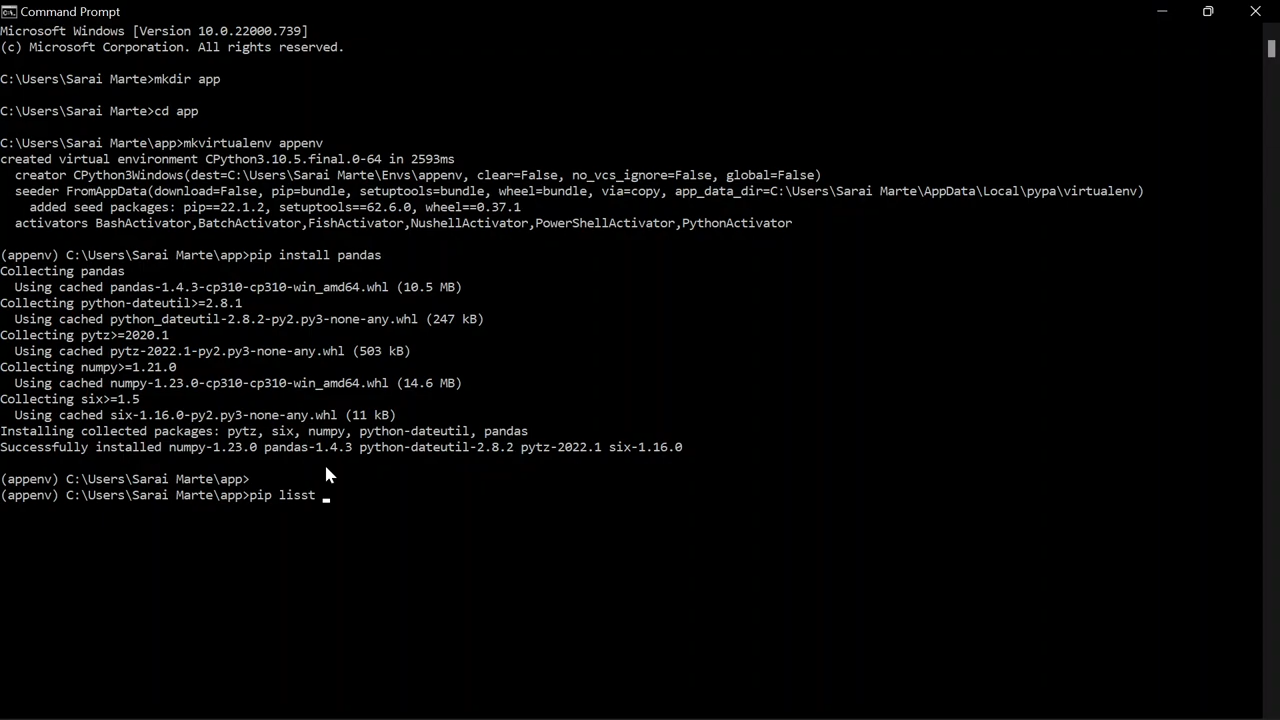 Command Prompt
Microsoft Windows [Version 10.0.22000.739]
(c) Microsoft Corporation. All rights reserved.
C:\Users\Sarai Marte>mkdir app
C:\Users\Sarai Marte>cd app
C:\Users\Sarai Marte\app>mkvirtualenv appenv
created virtual environment CPython3.10.5.final.0-64 in 2593ms
  creator CPython3Windows(dest=C:\Users\Sarai Marte\Envs\appenv, clear=False, no_vcs_ignore=False, global=False)
  seeder FromAppData(download=False, pip=bundle, setuptools=bundle, wheel=bundle, via=copy, app_data_dir=C:\Users\Sarai Marte\AppData\Local\pypa\virtualenv)
    added seed packages: pip==22.1.2, setuptools==62.6.0, wheel==0.37.1
  activators BashActivator,BatchActivator,FishActivator,NushellActivator,PowerShellActivator,PythonActivator
(appenv) C:\Users\Sarai Marte\app>pip install pandas
Collecting pandas
  Using cached pandas-1.4.3-cp310-cp310-win_amd64.whl (10.5 MB)
Collecting python-dateutil>=2.8.1
  Using cached python_dateutil-2.8.2-py2.py3-none-any.whl (247 kB)
Collecting pytz>=2020.1
  Using cached pytz-2022.1-py2.py3-none-any.whl (503 kB)
Collecting numpy>=1.21.0
  Using cached numpy-1.23.0-cp310-cp310-win_amd64.whl (14.6 MB)
Collecting six>=1.5
  Using cached six-1.16.0-py2.py3-none-any.whl (11 kB)
Installing collected packages: pytz, six, numpy, python-dateutil, pandas
Successfully installed numpy-1.23.0 pandas-1.4.3 python-dateutil-2.8.2 pytz-2022.1 six-1.16.0
(appenv) C:\Users\Sarai Marte\app>
(appenv) C:\Users\Sarai Marte\app>pip lisst